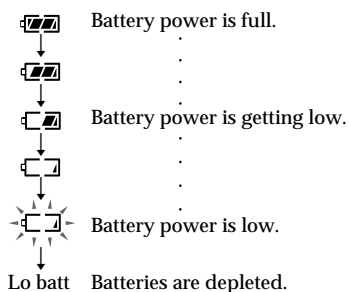 Battery power is full.
Battery power is getting low.
Battery power is low.
Lo batt Batteries are depleted.